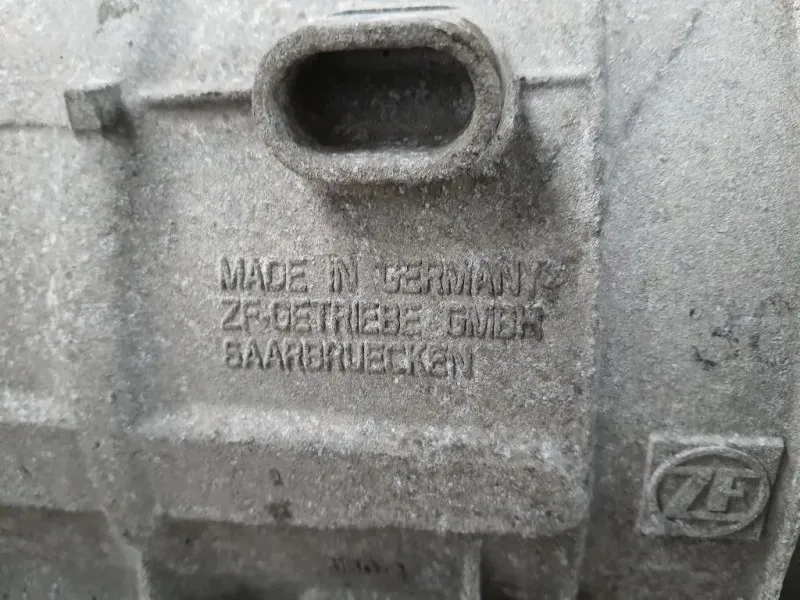 MADE IN GERMANY
ZF-GETRIEBE GMBH
SAARBRUECKEN
ZF